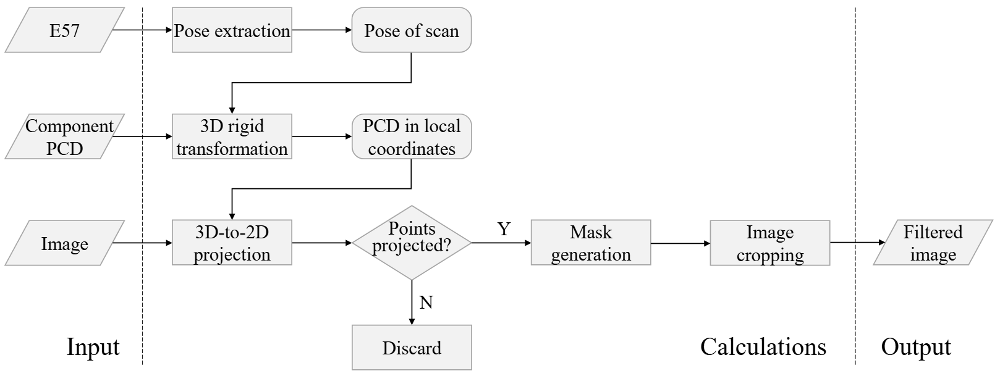 E57
Pose extraction
Pose of scan
Component
PCD
3D rigid
transformation
PCD in local
coordinates
Image
3D-to-2D
projection
Points
projected?
Y
Mask
generation
Image
cropping
Filtered
image
N
Discard
Input
Calculations
Output